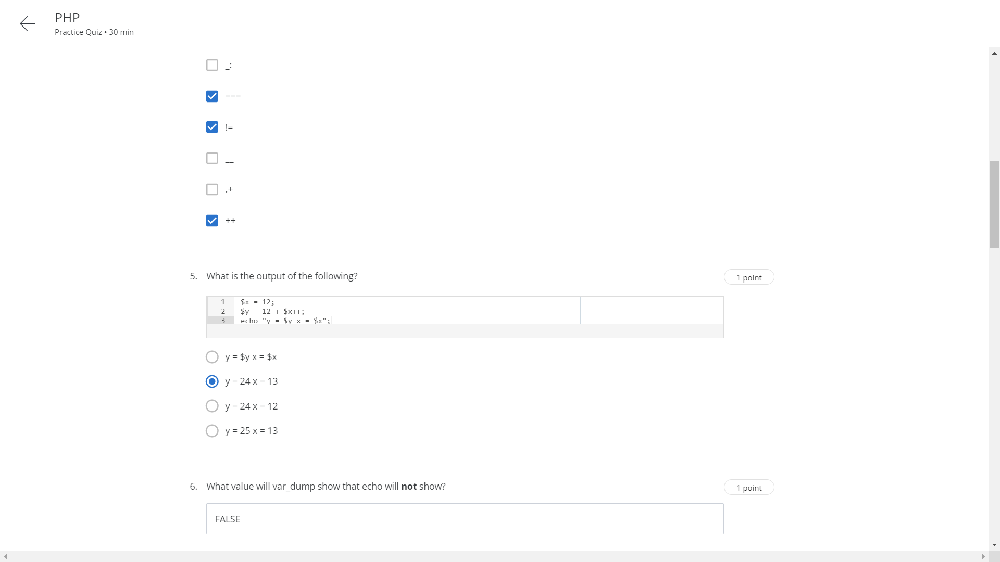 PHP
Practice Quiz • 30 min
_:
===
!=
__
.+
++
5. What is the output of the following?
1 point
1 $x = 12;
2 $y = 12 + $x++;
3 echo "y = $y x = $x";
y = $y x = $x
y = 24 x = 13
y = 24 x = 12
y = 25 x = 13
6. What value will var_dump show that echo will not show?
1 point
FALSE